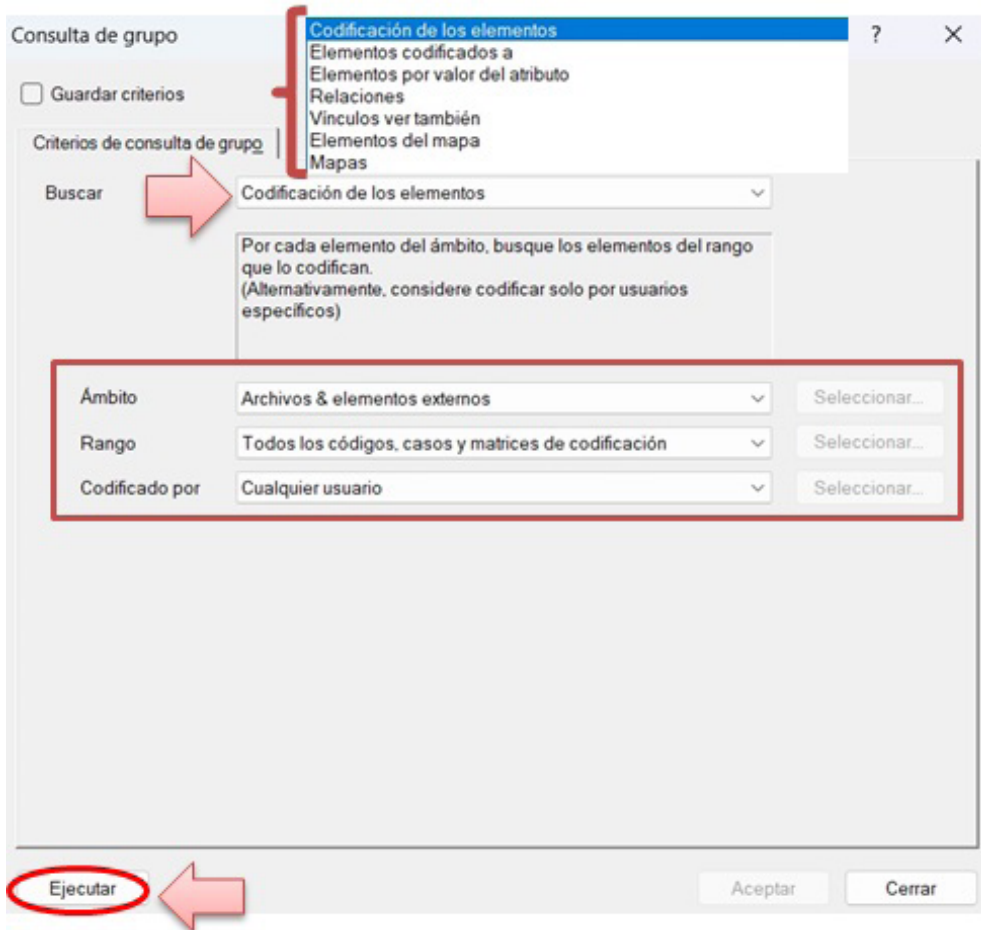 Consulta de grupo
?
Codificación de los elementos
Elementos codificados a
Elementos por valor del atributo
Relaciones
Vínculos ver también
Elementos del mapa
Mapas
Guardar criterios
Criterios de consulta de grupo
Buscar
Codificación de los elementos
Por cada elemento del ámbito, busque los elementos del rango
que lo codifican.
(Alternativamente, considere codificar solo por usuarios
específicos)
Ámbito
Archivos & elementos externos
Seleccionar...
Rango
Todos los códigos, casos y matrices de codificación
Seleccionar...
Codificado por
Cualquier usuario
Seleccionar...
Ejecutar
Aceptar
Cerrar